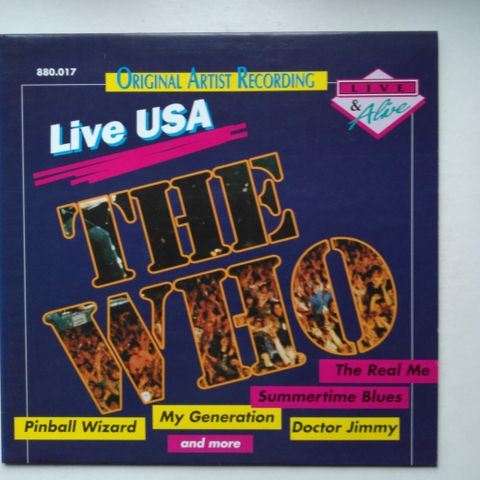 880.017
ORIGINAL ARTIST RECORDING
LIVE
& Alive
Live USA
THE
WHO
The Real Me
Summertime Blues
My Generation
Pinball Wizard
Doctor Jimmy
and more